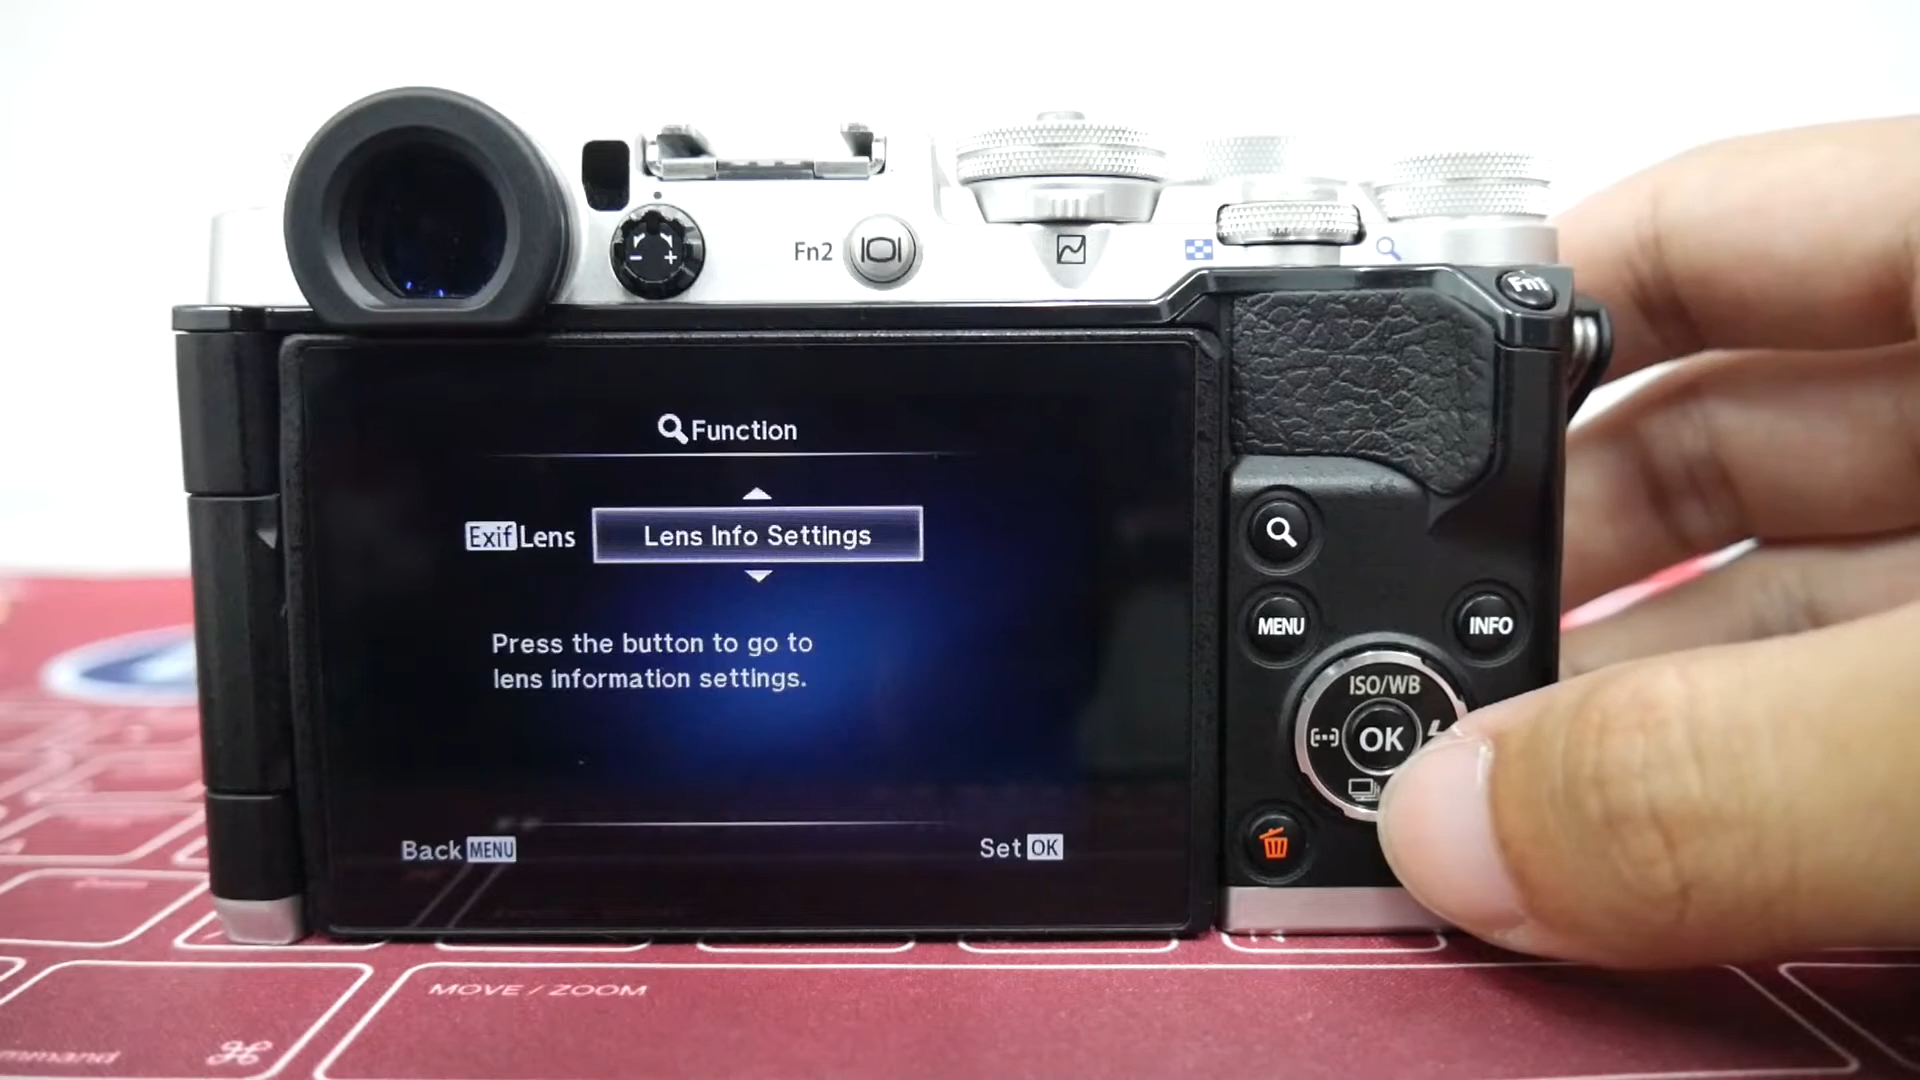 Fn2
Fn1
Function
Exif Lens
Lens Info Settings
Press the button to go to
lens information settings.
Back MENU
Set OK
MENU
INFO
ISO/WB
OK
MOVE / ZOOM